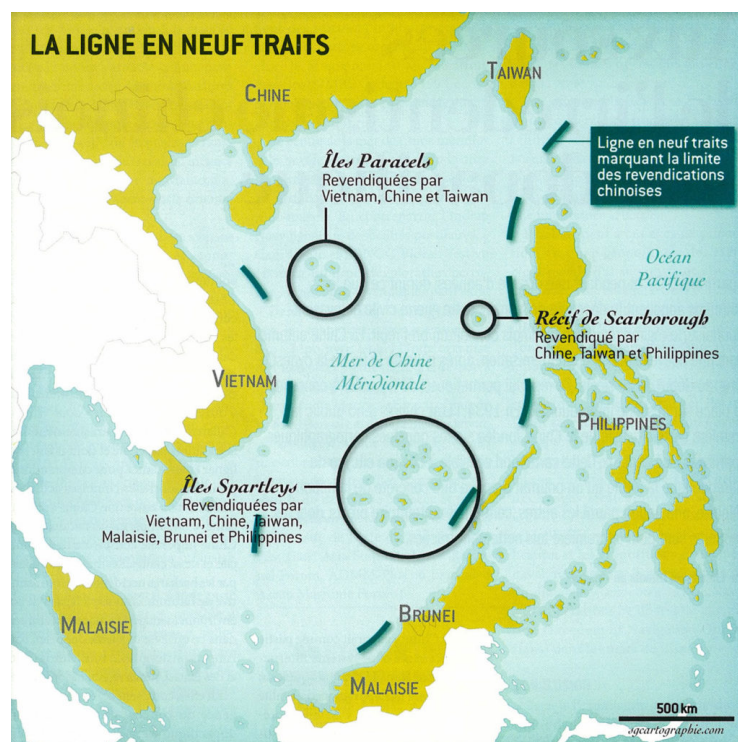 LA LIGNE EN NEUF TRAITS
CHINE
TAIWAN
Ligne en neuf traits
marquant la limite
des revendications
chinoises
Îles Paracels
Revendiquées par
Vietnam, Chine et Taiwan
Océan
Pacifique
Récif de Scarborough
Revendiqué par
Chine, Taiwan et Philippines
Mer de Chine
Méridionale
VIETNAM
PHILIPPINES
Îles Spartleys
Revendiquées par
Vietnam, Chine, Taiwan,
Malaisie, Brunei et Philippines
BRUNEI
MALAISIE
MALAISIE
500 km
sgcartographie.com